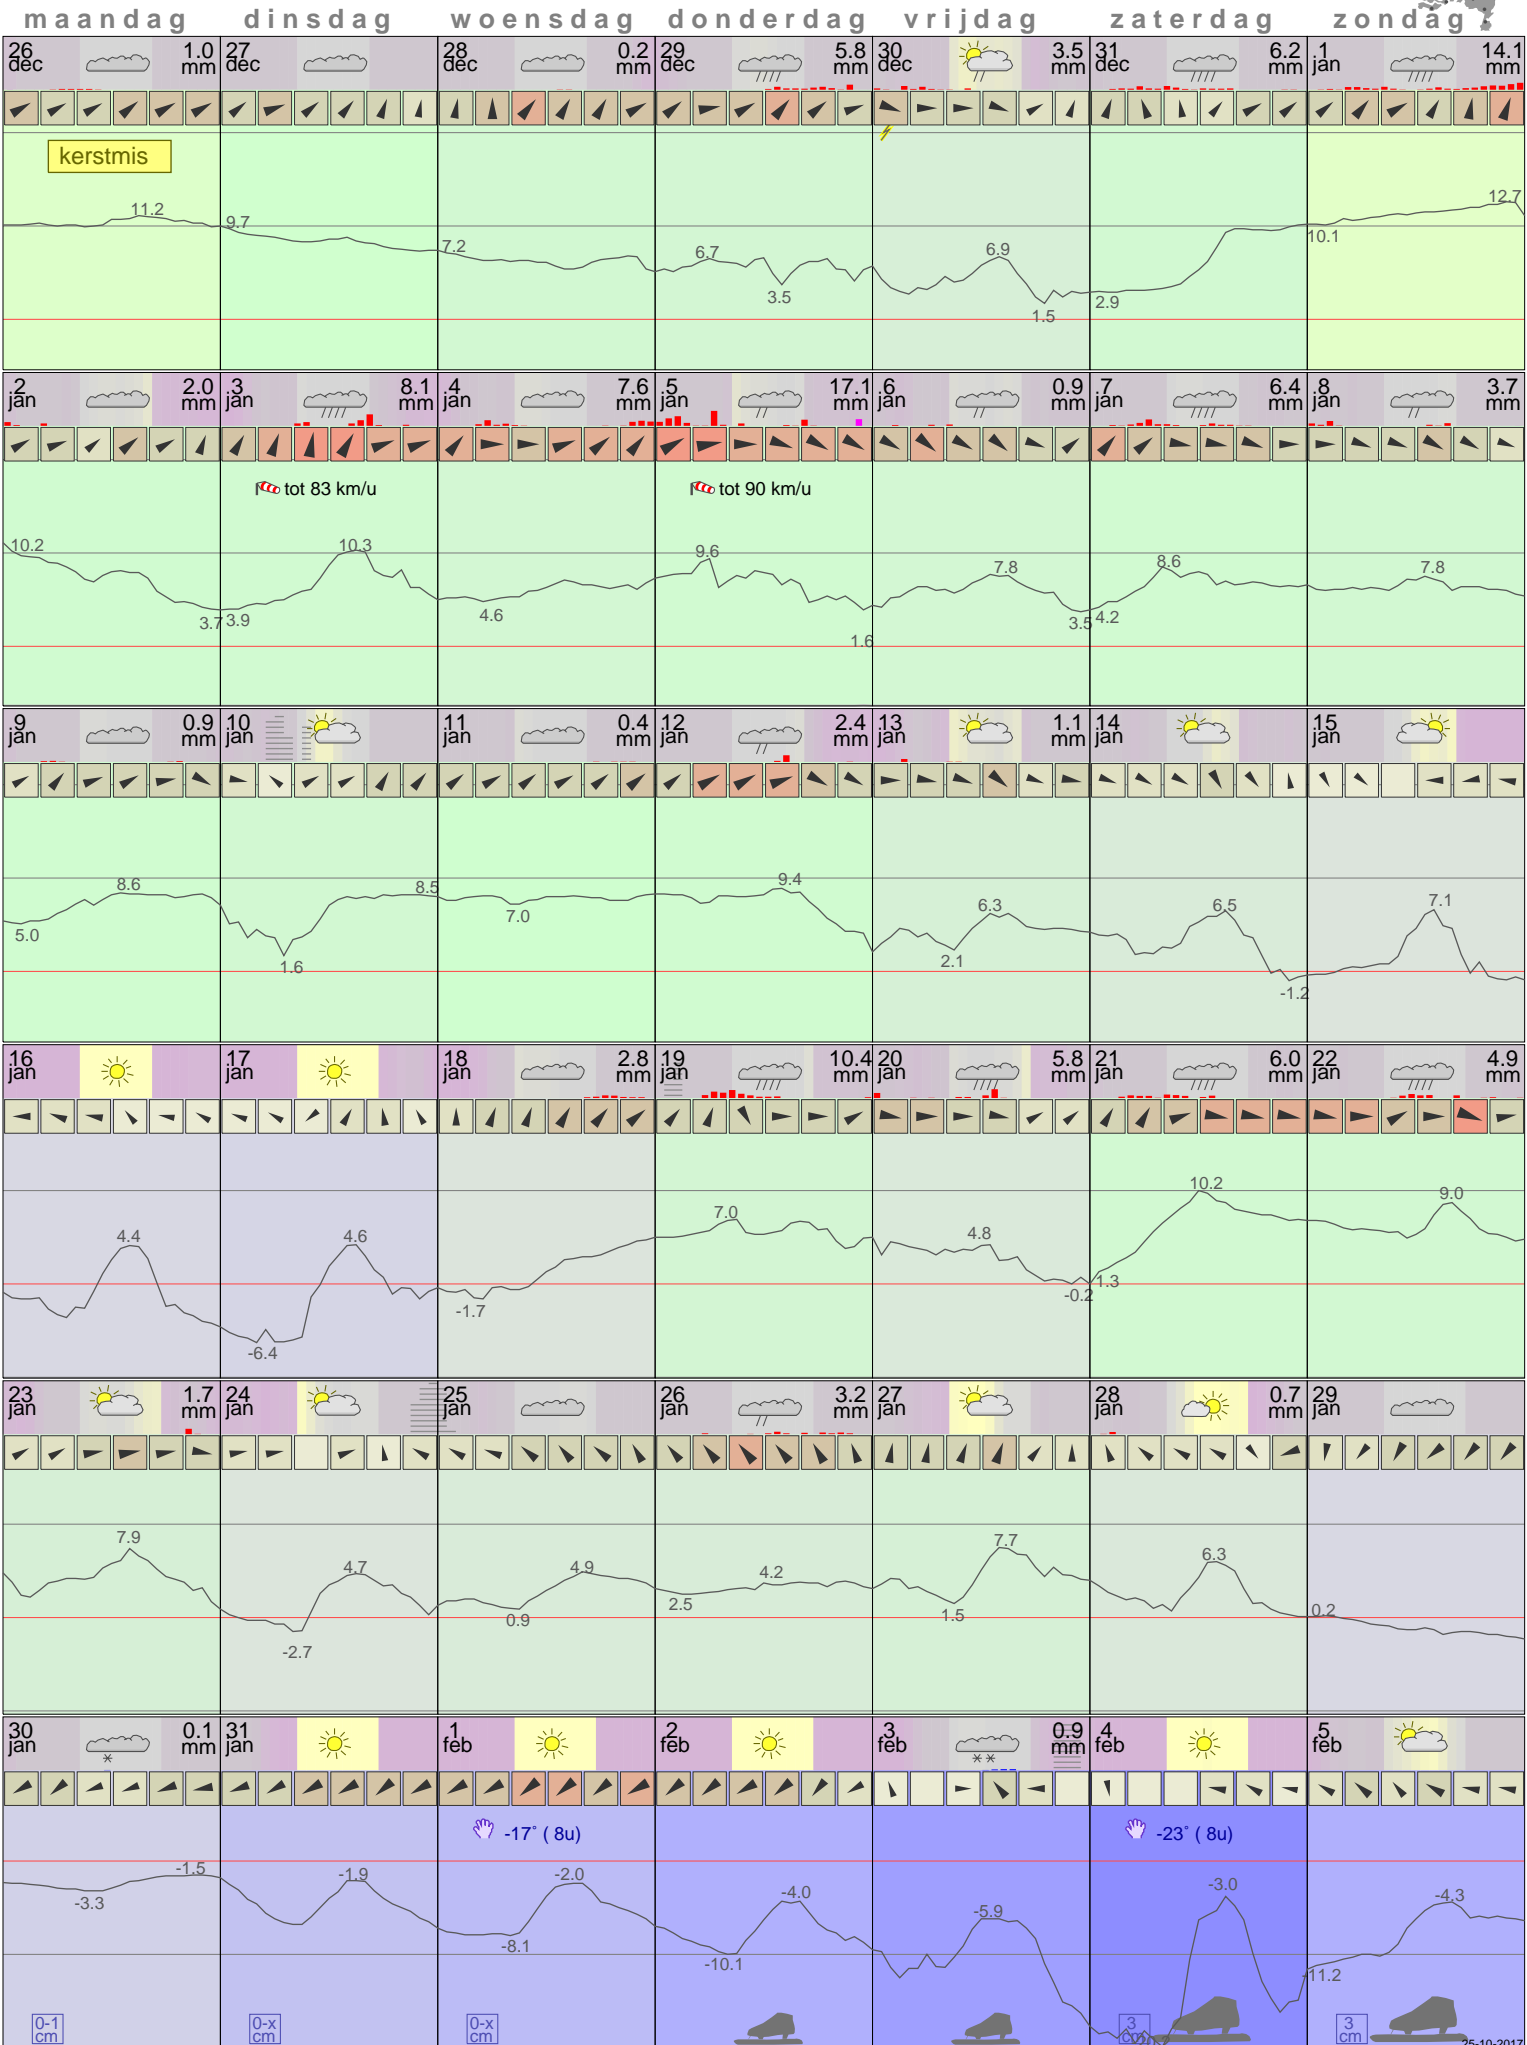 maandag dinsdag woensdag donderdag vrijdag zaterdag zondag
26 dec 1.0 mm 27 dec 28 dec 0.2 mm 29 dec 5.8 mm 30 dec 3.5 mm 31 dec 6.2 mm 1 jan 14.1 mm
kerstmis
11.2 9.7 7.2 6.7 3.5 6.9 1.5 2.9 10.1 12.7
2 jan 2.0 mm 3 jan 8.1 mm 4 jan 7.6 mm 5 jan 17.1 mm 6 jan 0.9 mm 7 jan 6.4 mm 8 jan 3.7 mm
tot 83 km/u tot 90 km/u
10.2 3.7 3.9 10.3 4.6 9.6 1.6 7.8 3.5 4.2 8.6 7.8
9 jan 0.9 mm 10 jan 11 jan 0.4 mm 12 jan 2.4 mm 13 jan 1.1 mm 14 jan 15 jan
5.0 8.6 1.6 8.5 7.0 9.4 2.1 6.3 6.5 -1.2 7.1
16 jan 17 jan 18 jan 2.8 mm 19 jan 10.4 mm 20 jan 5.8 mm 21 jan 6.0 mm 22 jan 4.9 mm
4.4 -6.4 4.6 -1.7 7.0 4.8 -0.2 1.3 10.2 9.0
23 jan 1.7 mm 24 jan 25 jan 26 jan 3.2 mm 27 jan 28 jan 0.7 mm 29 jan
7.9 -2.7 4.7 0.9 4.9 2.5 4.2 1.5 7.7 6.3 0.2
30 jan 0.1 mm 31 jan 1 feb 2 feb 3 feb 0.9 mm 4 feb 5 feb
-17° ( 8u) -23° ( 8u)
-3.3 -1.5 -1.9 -8.1 -2.0 -10.1 -4.0 -5.9 -3.0 -11.2 -4.3
0-1 cm 0-x cm 0-x cm 3 cm 3 cm
25-10-2017